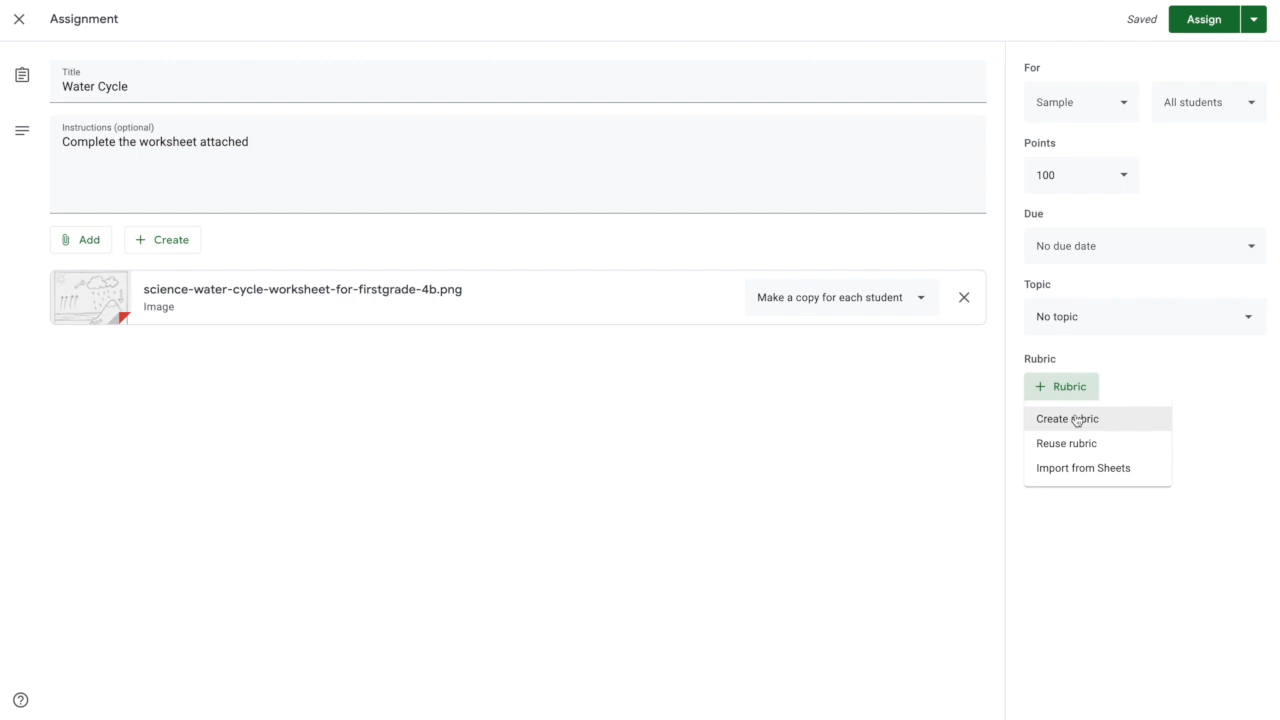 Assignment
Saved
Assign
Title
Water Cycle
Instructions (optional)
Complete the worksheet attached
Add
Create
science-water-cycle-worksheet-for-firstgrade-4b.png
Image
Make a copy for each student
For
Sample
All students
Points
100
Due
No due date
Topic
No topic
Rubric
+ Rubric
Create rubric
Reuse rubric
Import from Sheets